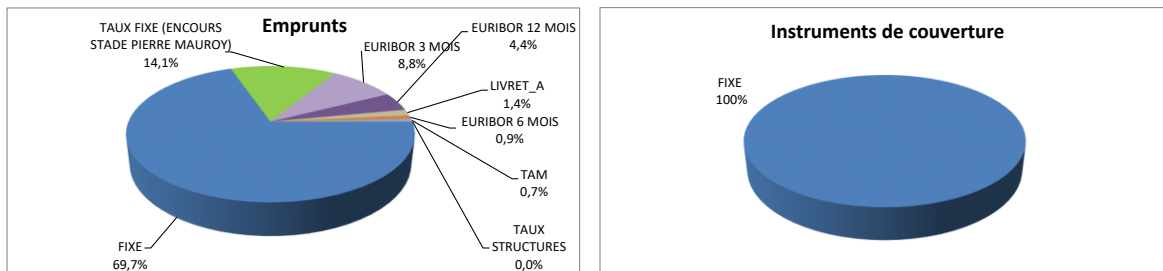 Emprunts
TAUX FIXE (ENCOURS
STADE PIERRE MAUROY)
14,1%
EURIBOR 3 MOIS
8,8%
EURIBOR 12 MOIS
4,4%
LIVRET_A
1,4%
EURIBOR 6 MOIS
0,9%
TAM
0,7%
TAUX
STRUCTURES
0,0%
FIXE
69,7%
Instruments de couverture
FIXE
100%